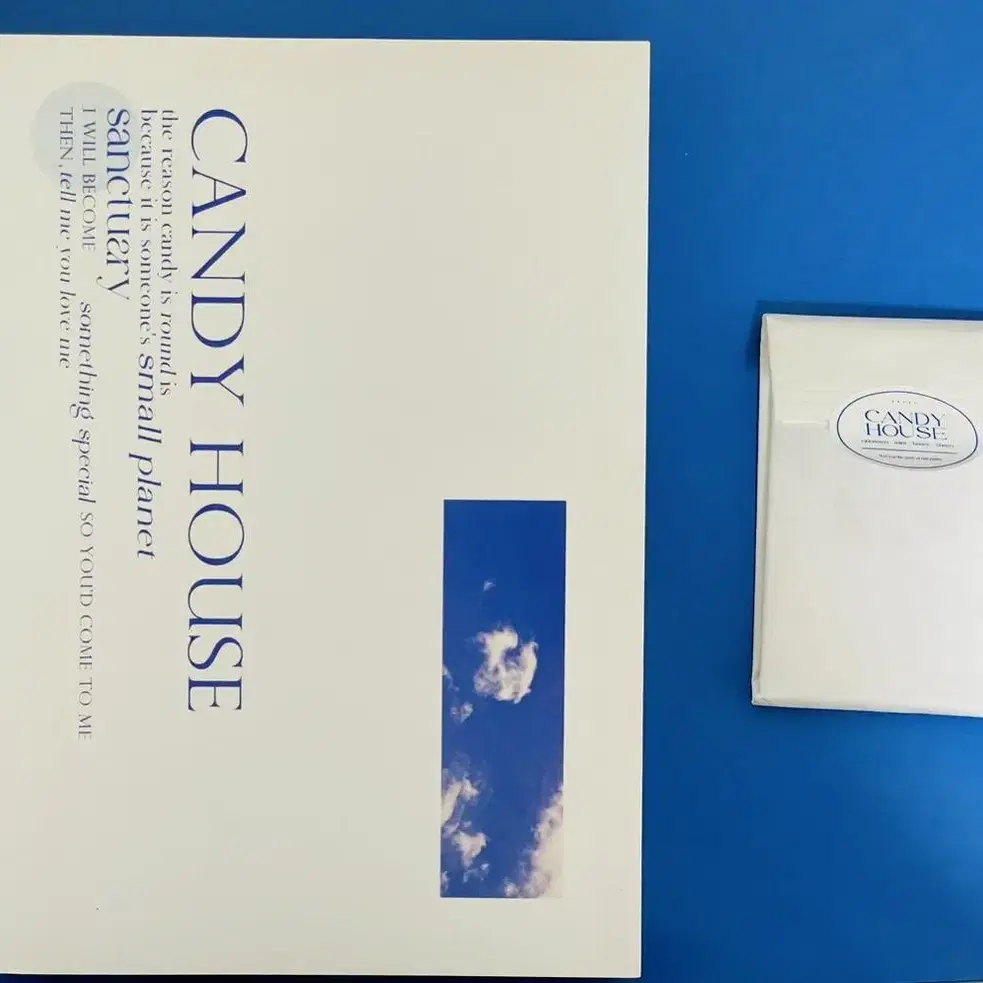 CANDY HOUSE
the reason candy is round is
because it is someone's small planet
sanctuary
I WILL BECOME something special SO YOU'D COME TO ME
THEN, tell me you love me
CANDY
HOUSE